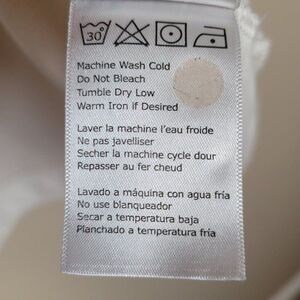 30°
Machine Wash Cold
Do Not Bleach
Tumble Dry Low
Warm Iron if Desired
Laver la machine l'eau froide
Ne pas javelliser
Secher la machine cycle dour
Repasser au fer cheud
Lavado a máquina con agua fría
No use blanqueador
Secar a temperatura baja
Planchado a temperatura fría